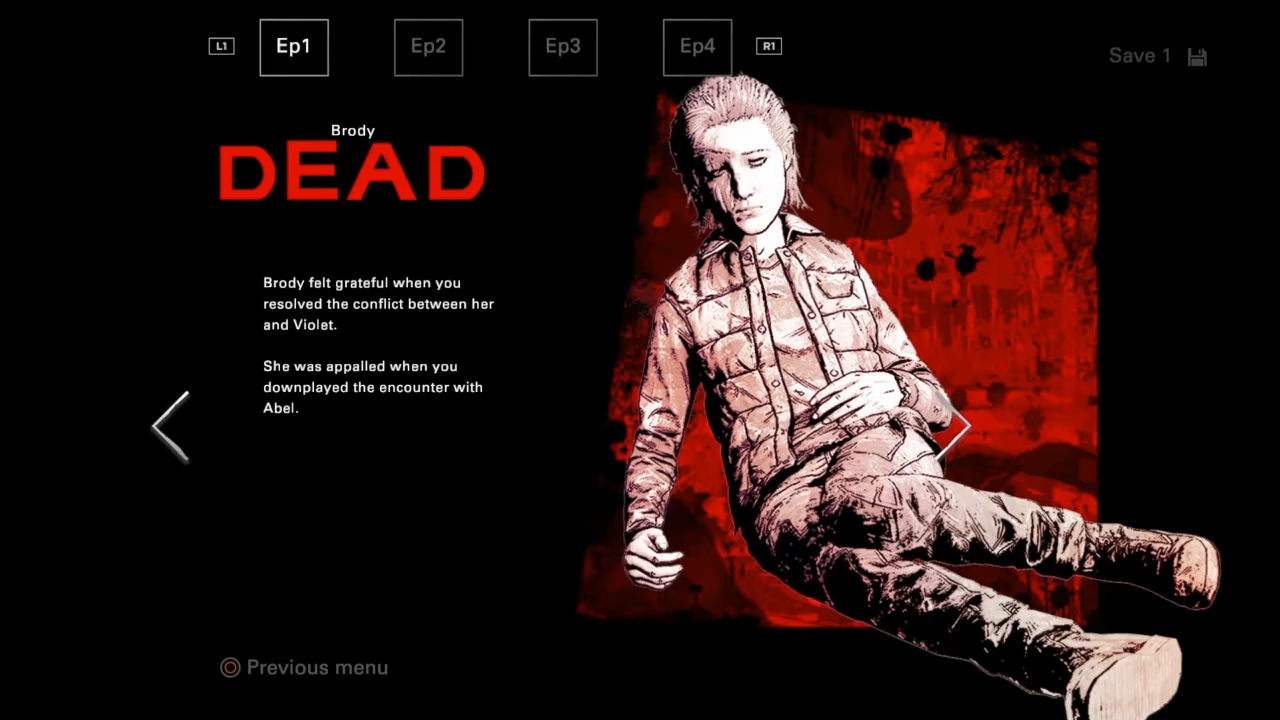 L1 Ep1 Ep2 Ep3 Ep4 R1
Save 1
Brody
DEAD
Brody felt grateful when you
resolved the conflict between her
and Violet.
She was appalled when you
downplayed the encounter with
Abel.
Previous menu